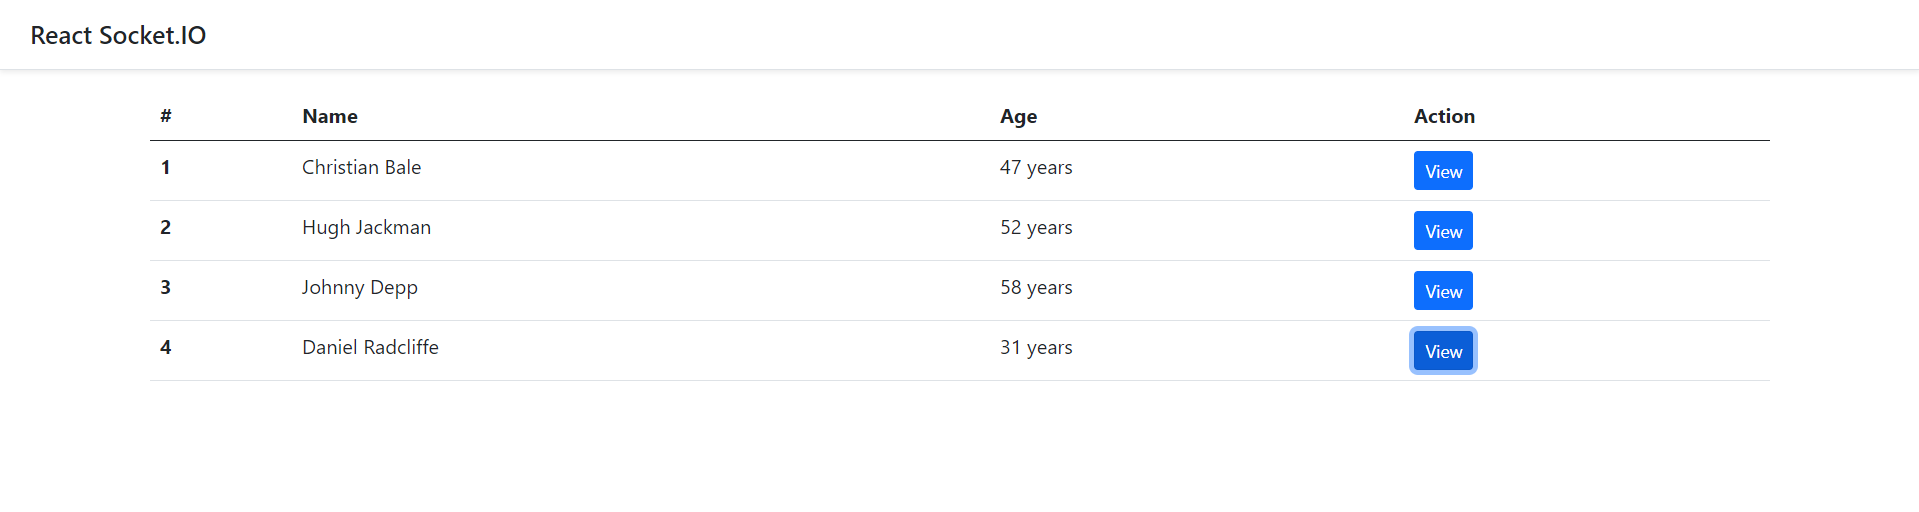 React Socket.IO
# Name Age Action
1 Christian Bale 47 years View
2 Hugh Jackman 52 years View
3 Johnny Depp 58 years View
4 Daniel Radcliffe 31 years View